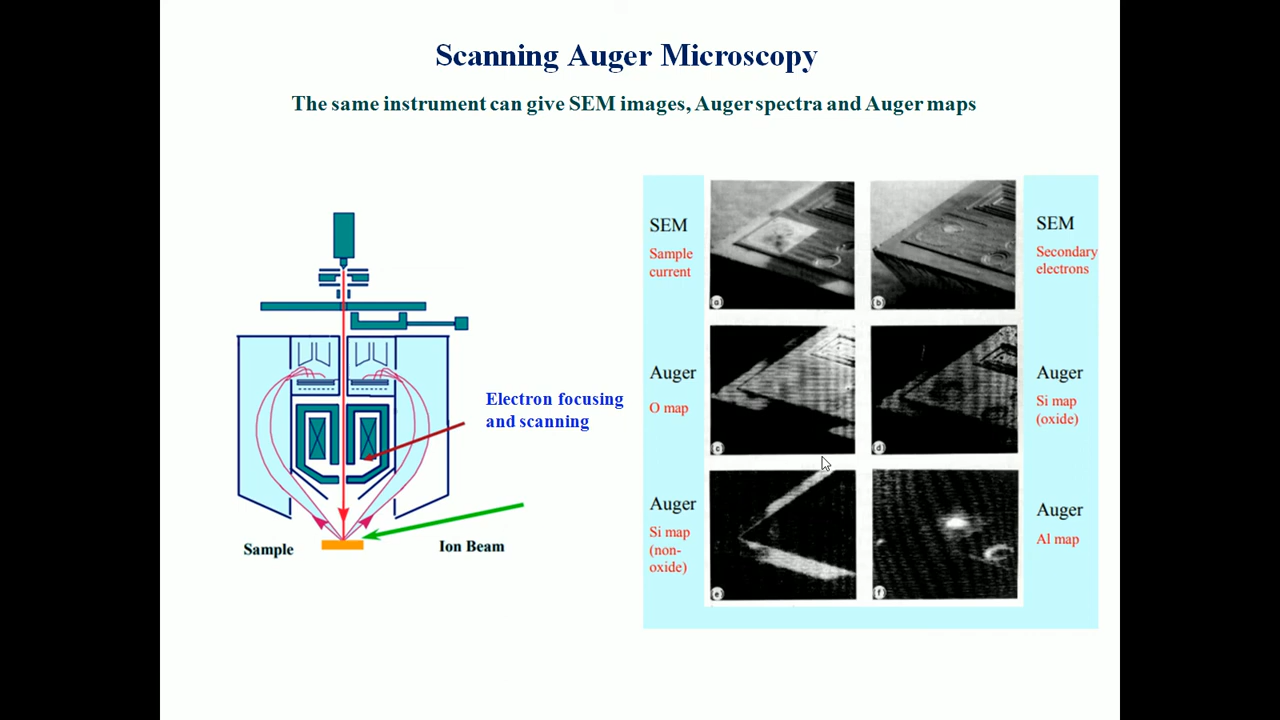 Scanning Auger Microscopy
The same instrument can give SEM images, Auger spectra and Auger maps
Electron focusing
and scanning
Sample
Ion Beam
SEM
Sample
current
a
b
SEM
Secondary
electrons
Auger
O map
c
d
Auger
Si map
(oxide)
Auger
Si map
(non-
oxide)
e
f
Auger
Al map